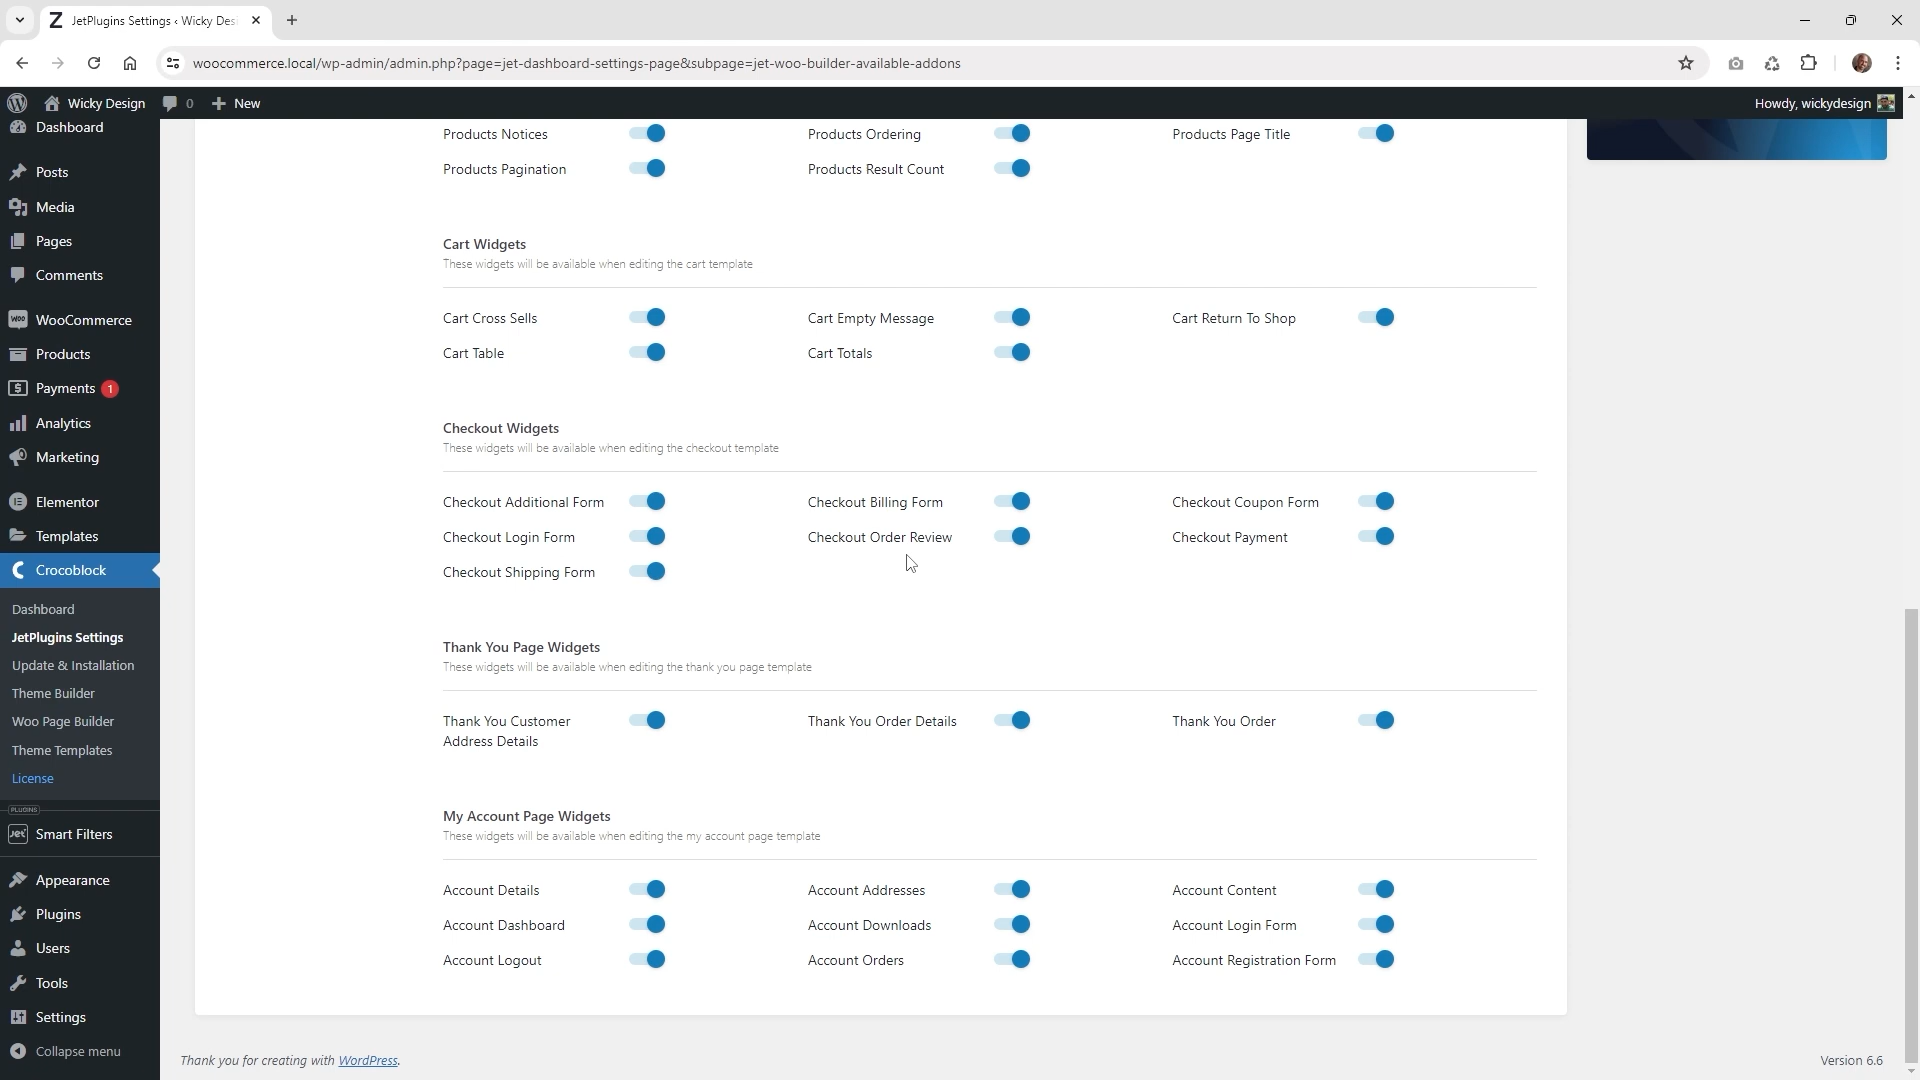 JetPlugins Settings ‹ Wicky Desi
woocommerce.local/wp-admin/admin.php?page=jet-dashboard-settings-page&subpage=jet-woo-builder-available-addons
Wicky Design 0 New Howdy, wickydesign
Dashboard
Posts
Media
Pages
Comments
WooCommerce
Products
Payments 1
Analytics
Marketing
Elementor
Templates
Crocoblock
Dashboard
JetPlugins Settings
Update & Installation
Theme Builder
Woo Page Builder
Theme Templates
License
PLUGINS
Smart Filters
Appearance
Plugins
Users
Tools
Settings
Collapse menu
Products Notices Products Ordering Products Page Title
Products Pagination Products Result Count
Cart Widgets
These widgets will be available when editing the cart template
Cart Cross Sells Cart Empty Message Cart Return To Shop
Cart Table Cart Totals
Checkout Widgets
These widgets will be available when editing the checkout template
Checkout Additional Form Checkout Billing Form Checkout Coupon Form
Checkout Login Form Checkout Order Review Checkout Payment
Checkout Shipping Form
Thank You Page Widgets
These widgets will be available when editing the thank you page template
Thank You Customer Thank You Order Details Thank You Order
Address Details
My Account Page Widgets
These widgets will be available when editing the my account page template
Account Details Account Addresses Account Content
Account Dashboard Account Downloads Account Login Form
Account Logout Account Orders Account Registration Form
Thank you for creating with WordPress. Version 6.6